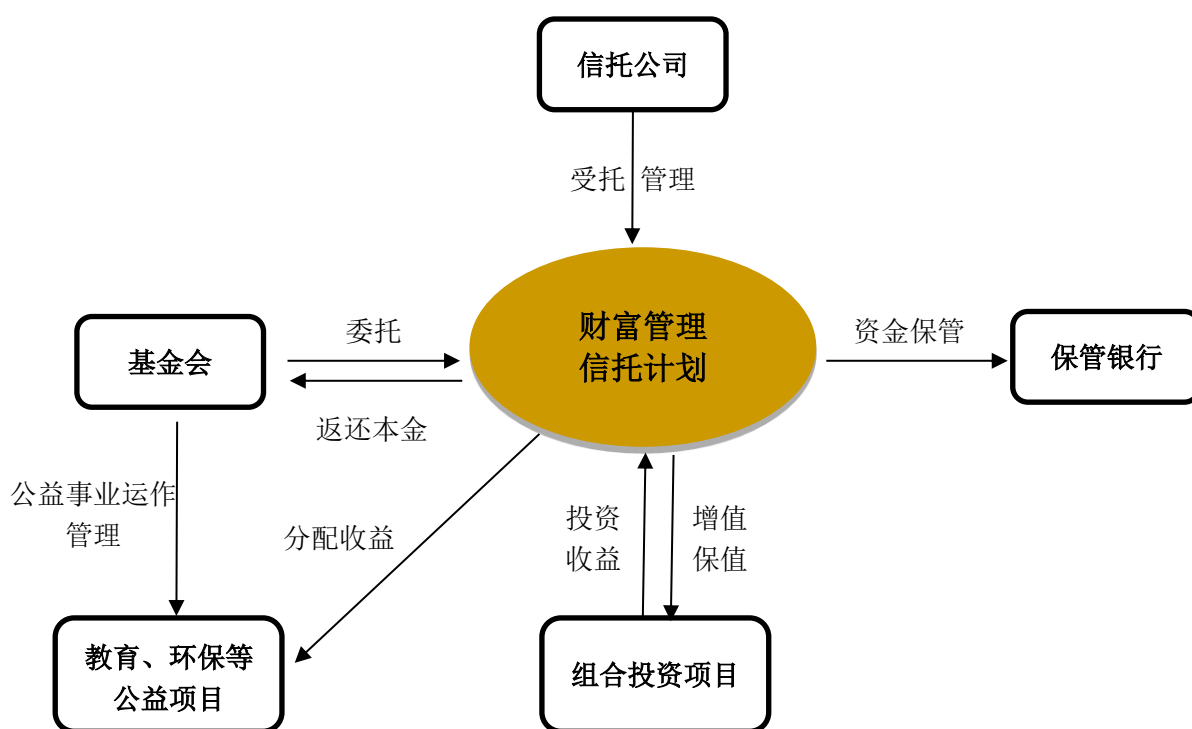 信托公司
受托 管理
财富管理
信托计划
委托
资金保管
基金会
保管银行
返还本金
公益事业运作
管理
分配收益
投资
收益
增值
保值
教育、环保等
公益项目
组合投资项目